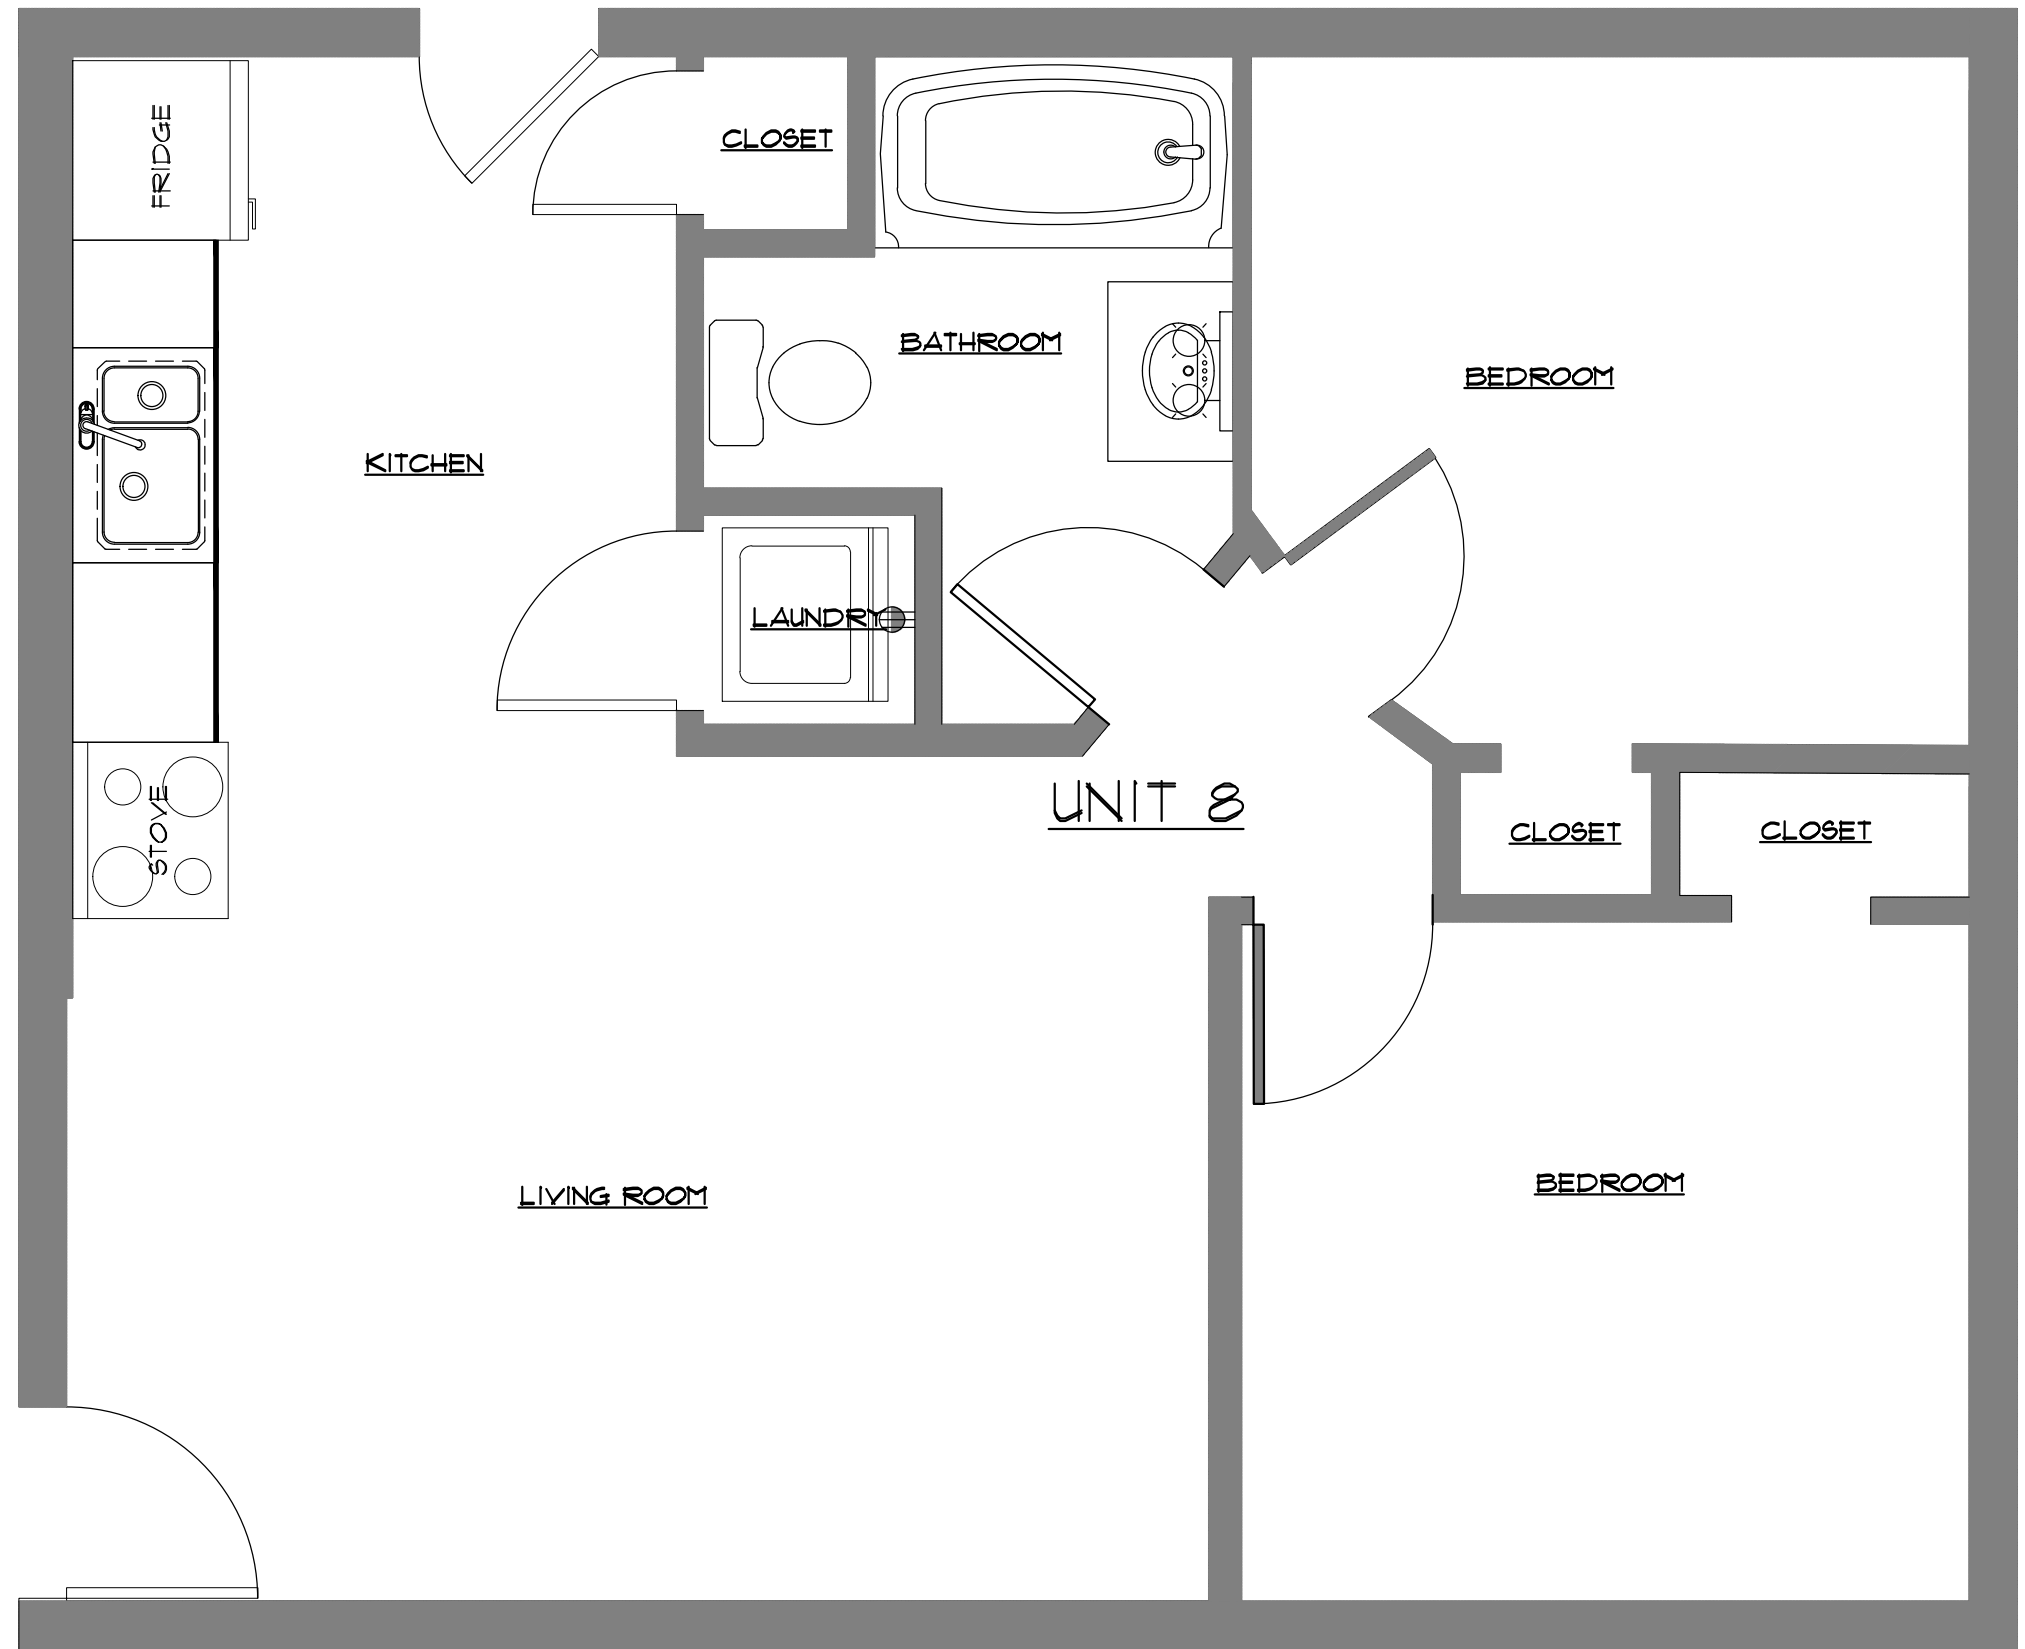 FRIDGE
CLOSET
BATHROOM
BEDROOM
KITCHEN
LAUNDRY
UNIT 8
STOVE
CLOSET
CLOSET
LIVING ROOM
BEDROOM